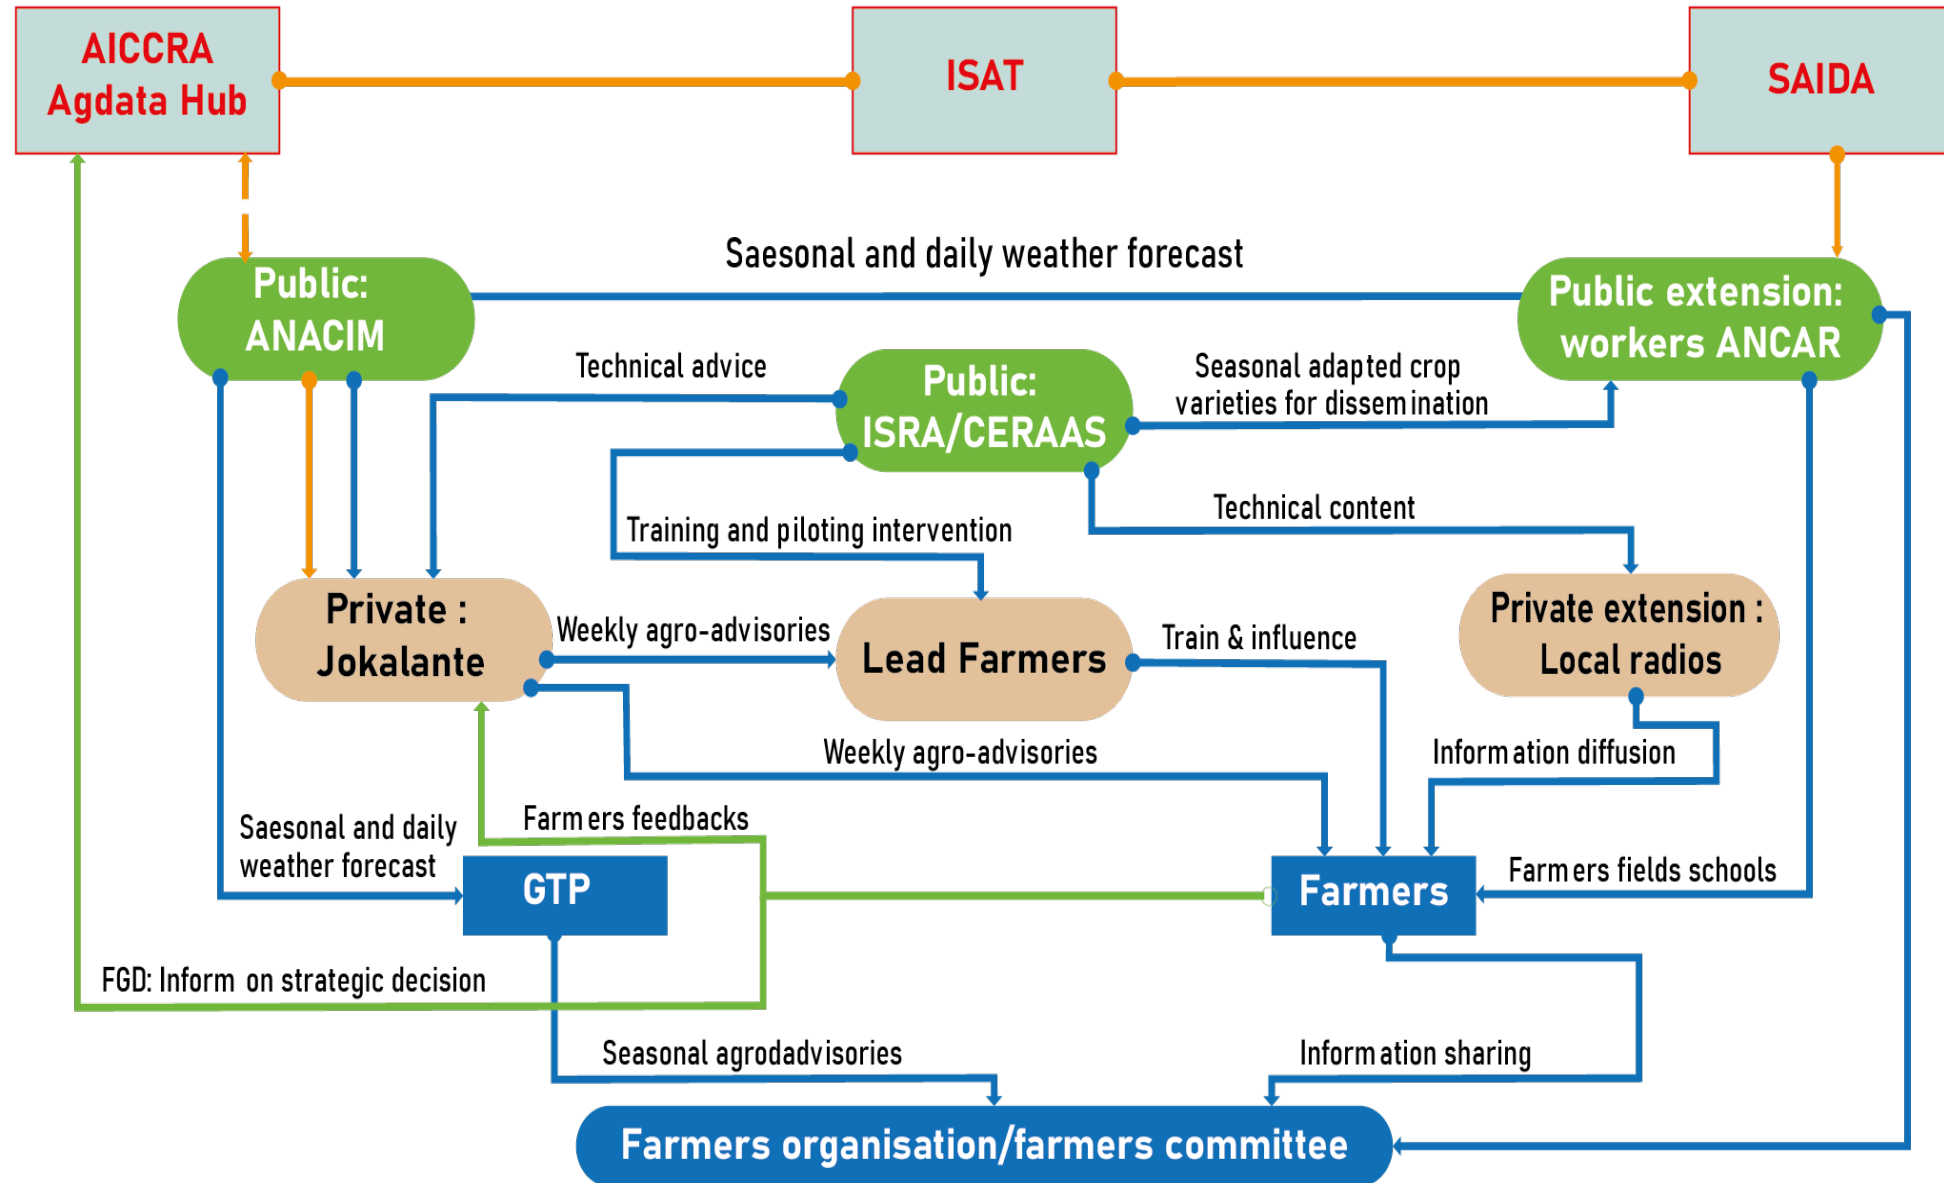 AICCRA
Agdata Hub
ISAT
SAIDA
Saesonal and daily weather forecast
Public:
ANACIM
Public extension:
workers ANCAR
Technical advice
Public:
ISRA/CERAAS
Seasonal adapted crop
varieties for dissemination
Training and piloting intervention
Technical content
Private :
Jokalante
Weekly agro-advisories
Lead Farmers
Train & influence
Private extension :
Local radios
Weekly agro-advisories
Information diffusion
Farmers feedbacks
Saesonal and daily
weather forecast
GTP
Farmers
Farmers fields schools
FGD: Inform on strategic decision
Seasonal agrodadvisories
Information sharing
Farmers organisation/farmers committee